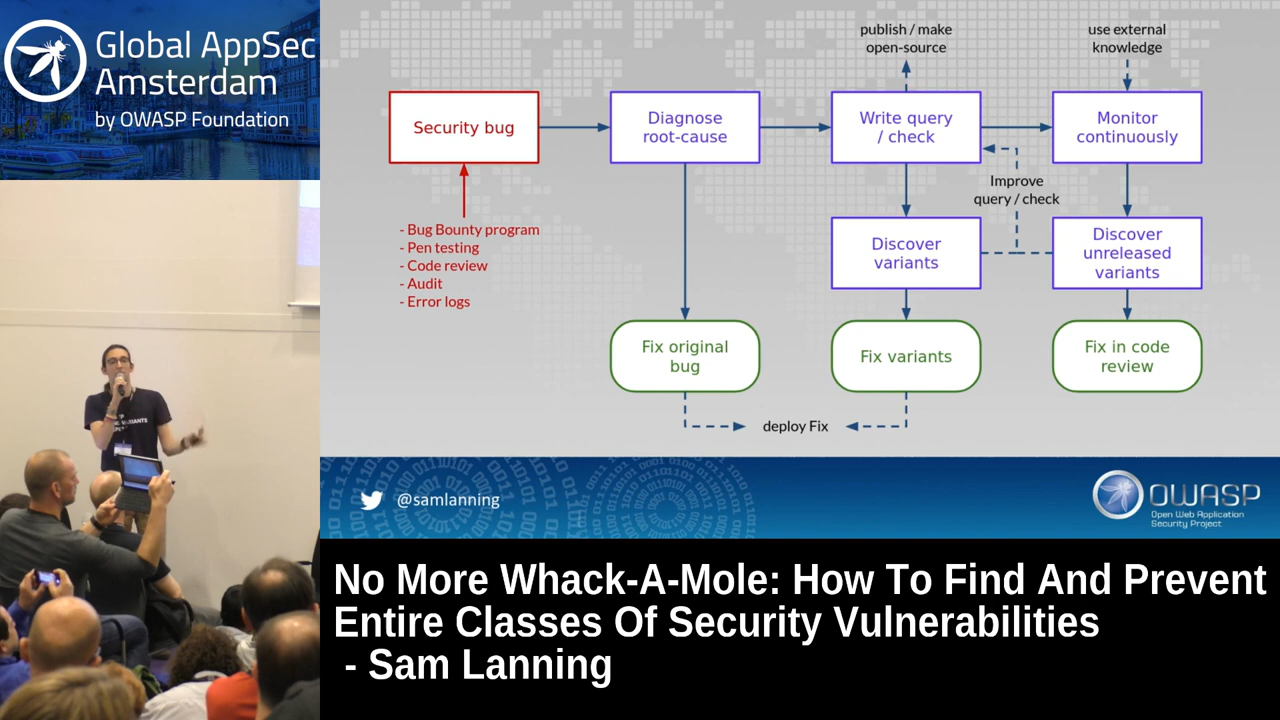 Global AppSec
Amsterdam
by OWASP Foundation
publish / make
open-source
use external
knowledge
Security bug
Diagnose
root-cause
Write query
/ check
Monitor
continuously
Improve
query / check
- Bug Bounty program
- Pen testing
- Code review
- Audit
- Error logs
Discover
variants
Discover
unreleased
variants
Fix original
bug
Fix variants
Fix in code
review
deploy Fix
@samlanning
OWASP
Open Web Application
Security Project
No More Whack-A-Mole: How To Find And Prevent
Entire Classes Of Security Vulnerabilities
- Sam Lanning